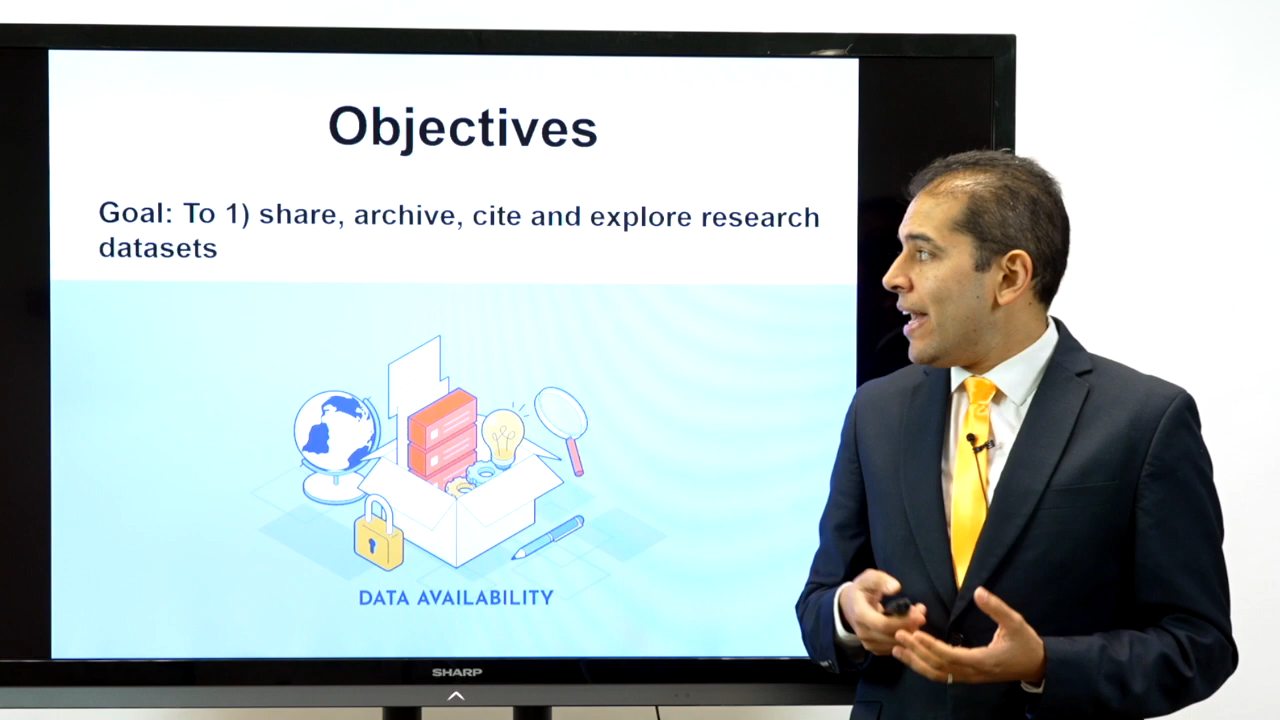 Objectives
Goal: To 1) share, archive, cite and explore research
datasets
DATA AVAILABILITY
SHARP